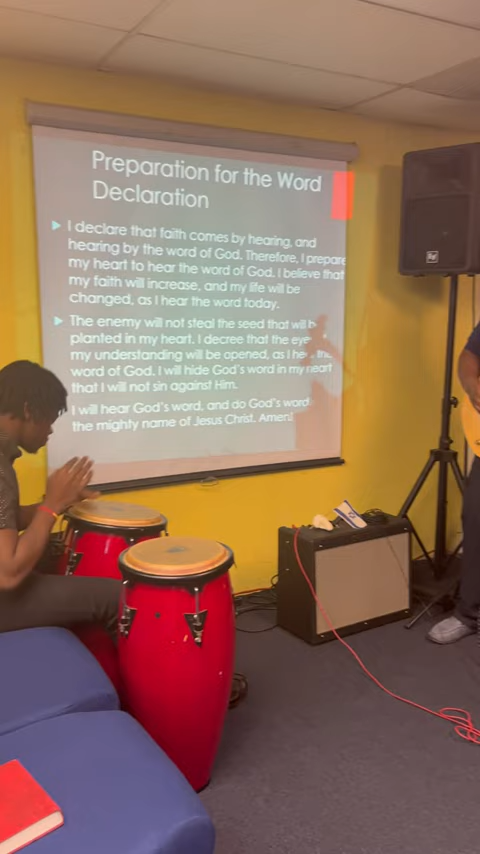 Preparation for the Word
Declaration
I declare that faith comes by hearing, and
hearing by the word of God. Therefore, I prepare
my heart to hear the word of God. I believe that
my faith will increase, and my life will be
changed, as I hear the word today.
The enemy will not steal the seed that will b
planted in my heart. I decree that the eye
my understanding will be opened, as I hea the
word of God. I will hide God's word in my heart
that I will not sin against Him.
I will hear God's word, and do God's word
the mighty name of Jesus Christ. Amen!
EV